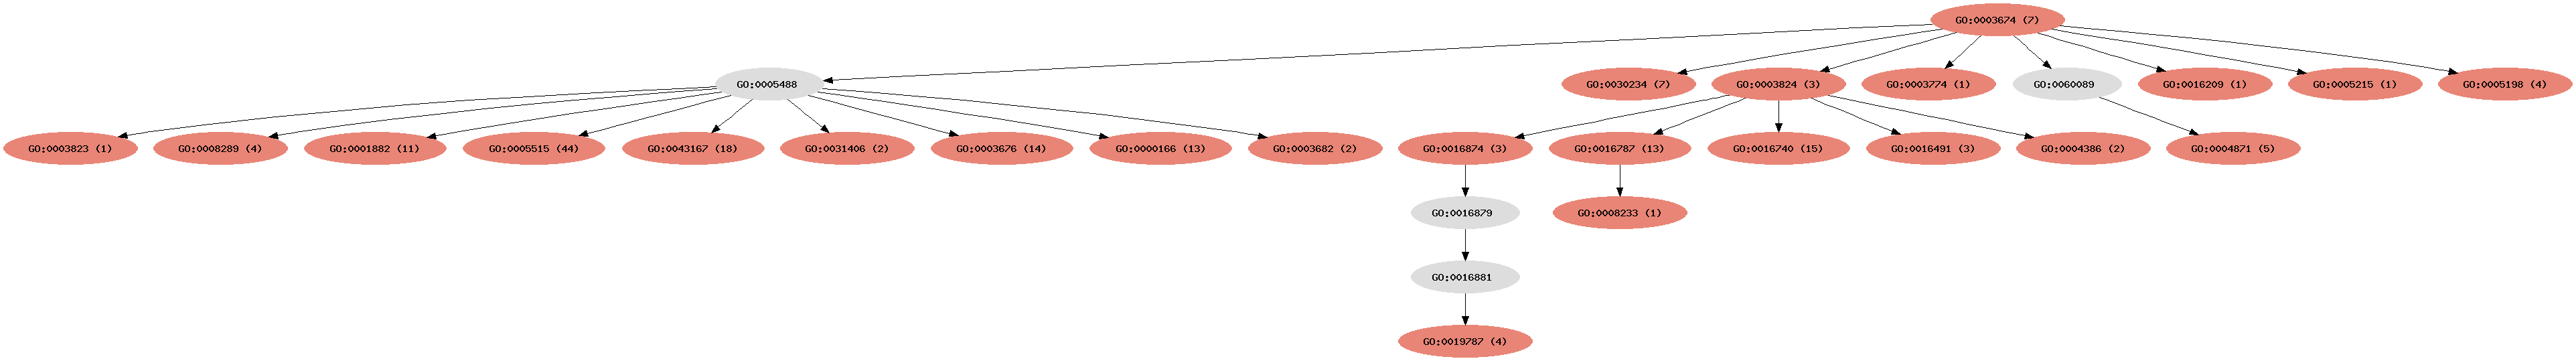 GO:0003674 (7)
GO:0005488
GO:0030234 (7)
GO:0003824 (3)
GO:0003774 (1)
GO:0060089
GO:0016209 (1)
GO:0005215 (1)
GO:0005198 (4)
GO:0003823 (1)
GO:0008289 (4)
GO:0001882 (11)
GO:0005515 (44)
GO:0043167 (18)
GO:0031406 (2)
GO:0003676 (14)
GO:0000166 (13)
GO:0003682 (2)
GO:0016874 (3)
GO:0016787 (13)
GO:0016740 (15)
GO:0016491 (3)
GO:0004386 (2)
GO:0004871 (5)
GO:0016879
GO:0008233 (1)
GO:0016881
GO:0019787 (4)